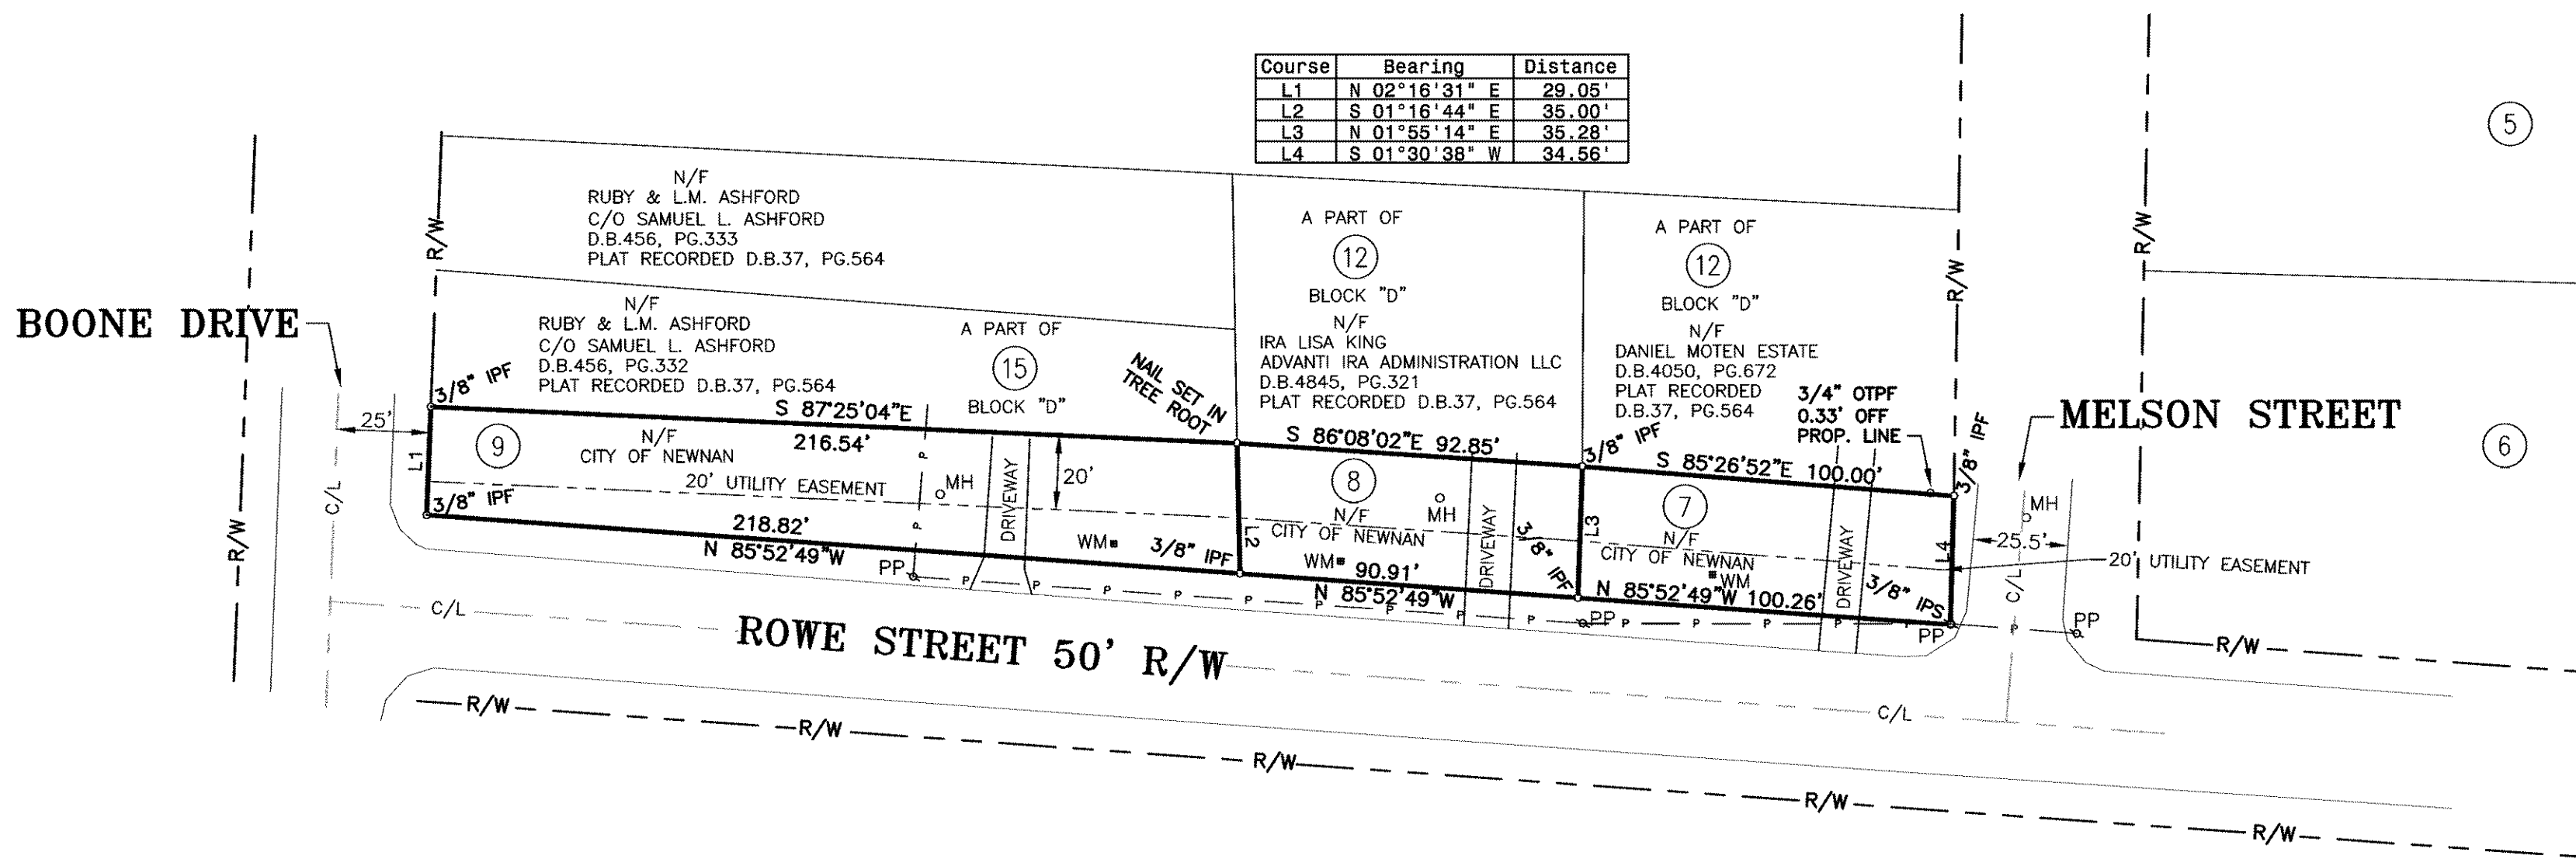 Course Bearing Distance
L1 N 02°16'31" E 29.05'
L2 S 01°16'44" E 35.00'
L3 N 01°55'14" E 35.28'
L4 S 01°30'38" W 34.56'
5
N/F
RUBY & L.M. ASHFORD
C/O SAMUEL L. ASHFORD
D.B.456, PG.333
PLAT RECORDED D.B.37, PG.564
R/W
A PART OF
12
BLOCK "D"
N/F
IRA LISA KING
ADVANTI IRA ADMINISTRATION LLC
D.B.4845, PG.321
PLAT RECORDED D.B.37, PG.564
A PART OF
12
BLOCK "D"
N/F
DANIEL MOTEN ESTATE
D.B.4050, PG.672
PLAT RECORDED
D.B.37, PG.564
3/4" OTPF
0.33' OFF
PROP. LINE
R/W
R/W
BOONE DRIVE
N/F
RUBY & L.M. ASHFORD
C/O SAMUEL L. ASHFORD
D.B.456, PG.332
PLAT RECORDED D.B.37, PG.564
A PART OF
15
BLOCK "D"
NAIL SET IN
TREE ROOT
MELSON STREET
6
3/8" IPF
3/8" IPF
3/8" IPF
25'
S 87°25'04"E
216.54'
S 86°08'02"E 92.85'
S 85°26'52"E 100.00'
L1
9
N/F
CITY OF NEWNAN
20' UTILITY EASEMENT
P
MH
DRIVEWAY
20'
L2
8
N/F
CITY OF NEWNAN
MH
DRIVEWAY
L3
7
N/F
CITY OF NEWNAN
WM
DRIVEWAY
L4
MH
25.5'
20' UTILITY EASEMENT
C/L
C/L
R/W
3/8" IPF
218.82'
N 85°52'49"W
P
WM
3/8" IPF
WM
90.91'
N 85°52'49"W
3/8" IPF
N 85°52'49"W 100.26'
3/8" IPS
PP
P P P P P P P P P
PP
P P P P P
PP
P
PP
C/L
ROWE STREET 50' R/W
C/L
R/W
R/W
R/W
R/W
R/W
R/W